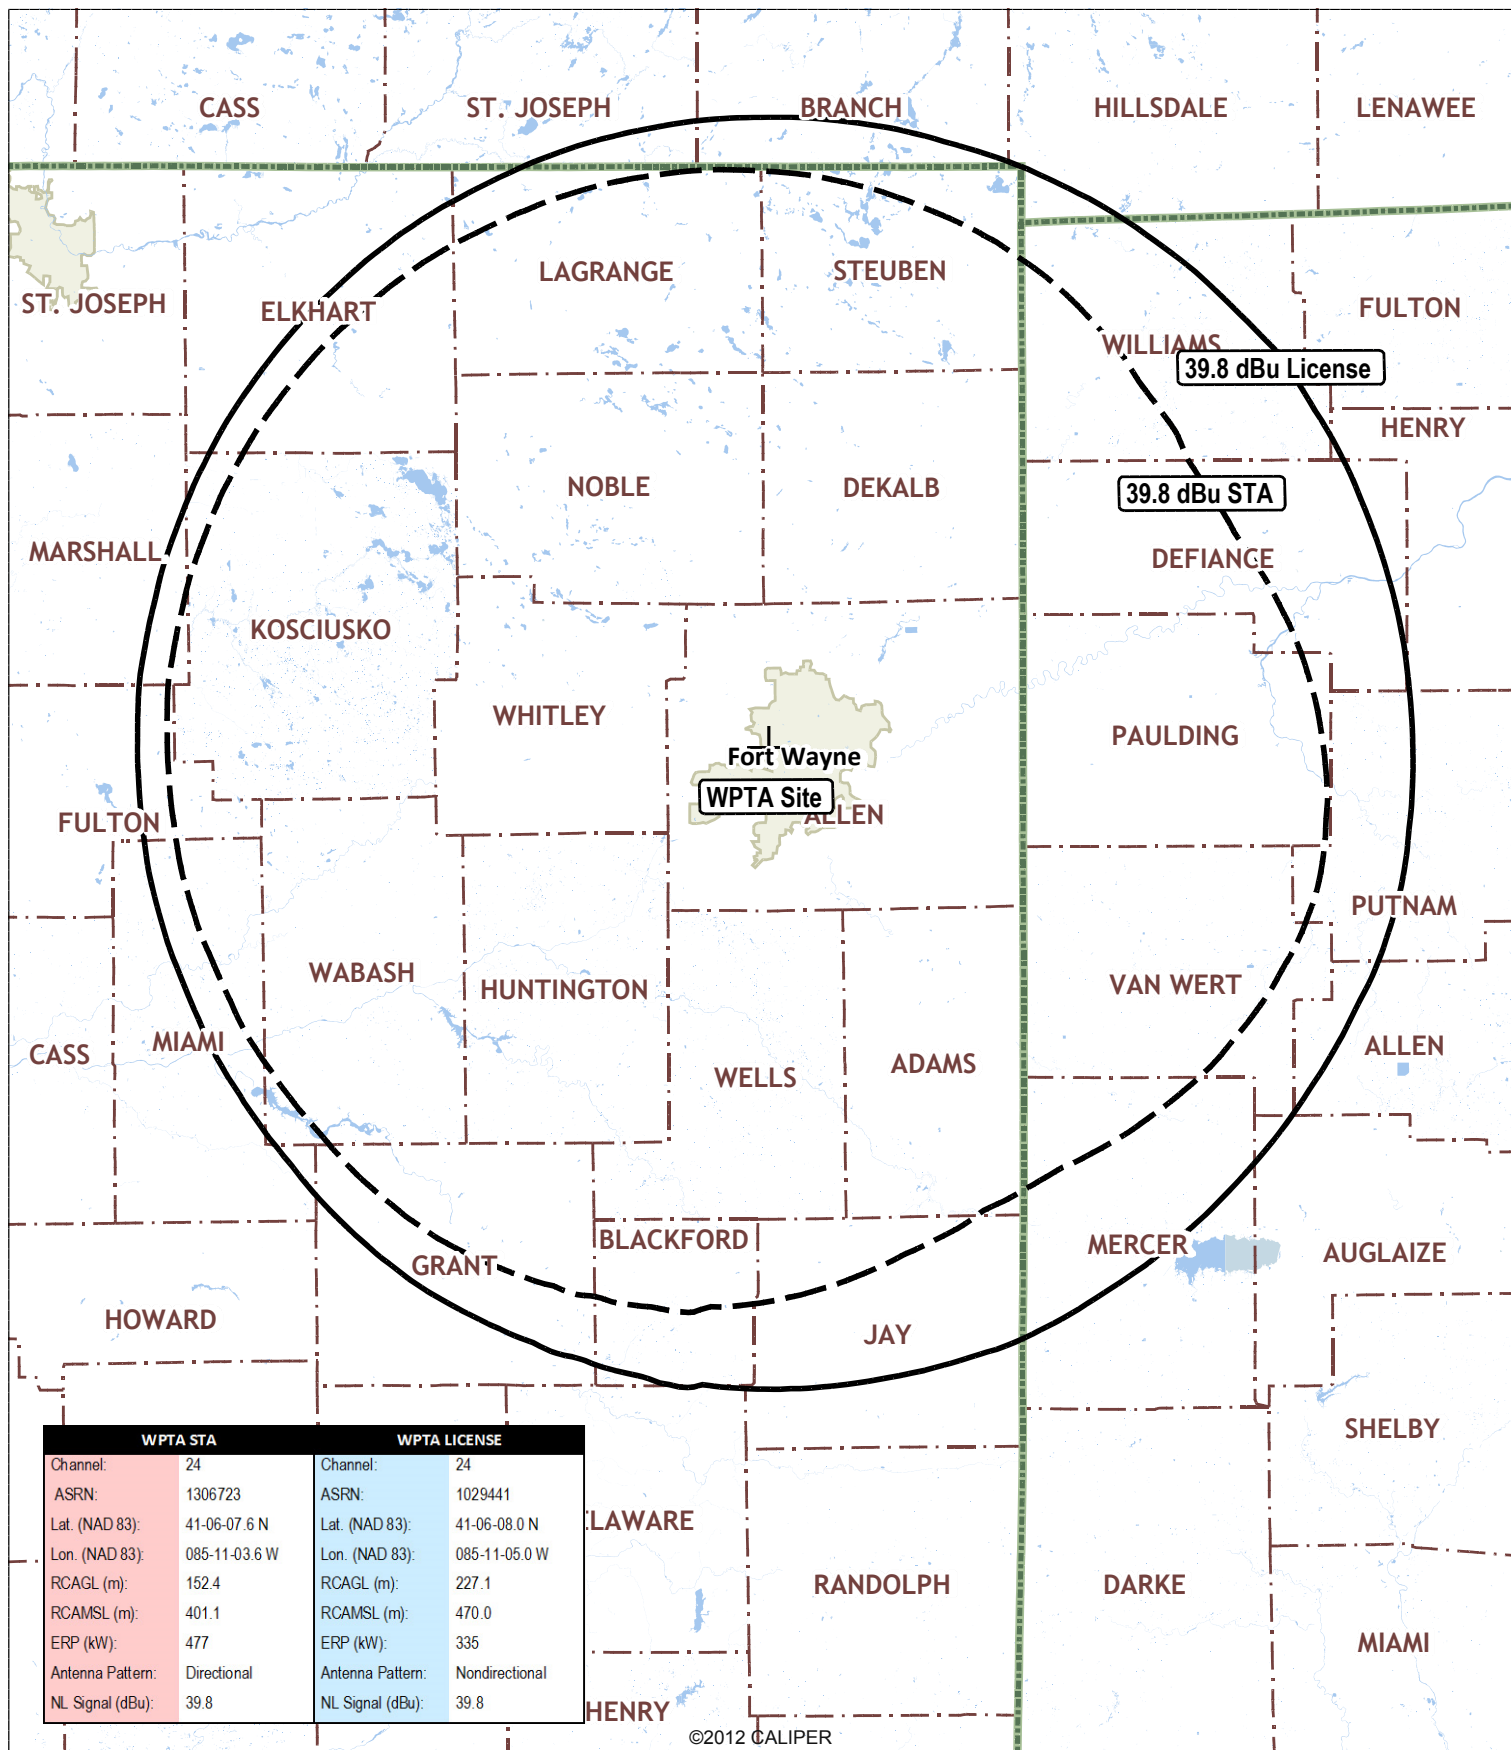 CASS
ST. JOSEPH
BRANCH
HILLSDALE
LENAWEE
LAGRANGE
STEUBEN
ST. JOSEPH
ELKHART
FULTON
WILLIAMS
39.8 dBu License
HENRY
NOBLE
DEKALB
39.8 dBu STA
MARSHALL
DEFIANCE
KOSCIUSKO
WHITLEY
PAULDING
Fort Wayne
WPTA Site
ALLEN
FULTON
PUTNAM
WABASH
HUNTINGTON
VAN WERT
CASS
MIAMI
ALLEN
WELLS
ADAMS
BLACKFORD
MERCER
AUGLAIZE
GRANT
HOWARD
JAY
SHELBY
WPTA STA WPTA LICENSE
Channel: 24 Channel: 24
ASRN: 1306723 ASRN: 1029441
Lat. (NAD 83): 41-06-07.6 N Lat. (NAD 83): 41-06-08.0 N
Lon. (NAD 83): 085-11-03.6 W Lon. (NAD 83): 085-11-05.0 W
RCAGL (m): 152.4 RCAGL (m): 227.1
RCAMSL (m): 401.1 RCAMSL (m): 470.0
ERP (kW): 477 ERP (kW): 335
Antenna Pattern: Directional Antenna Pattern: Nondirectional
NL Signal (dBu): 39.8 NL Signal (dBu): 39.8
ELAWARE
RANDOLPH
DARKE
MIAMI
HENRY
©2012 CALIPER